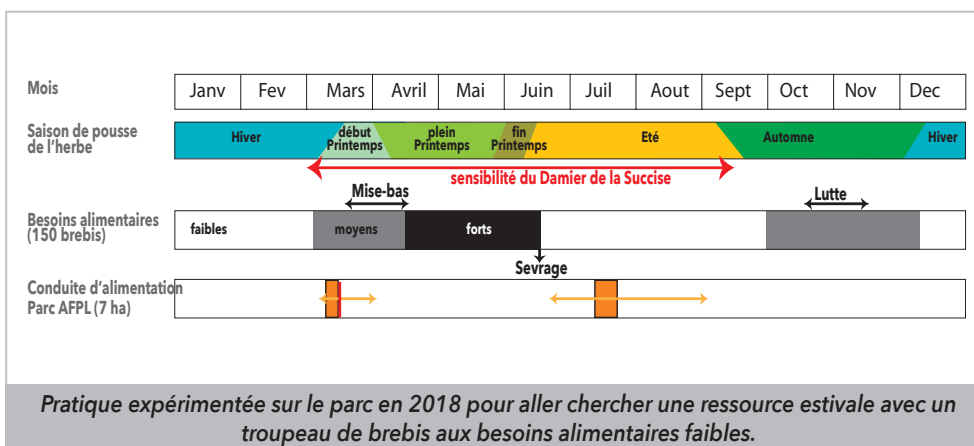 Mois
Janv Fev Mars Avril Mai Juin Juil Aout Sept Oct Nov Dec
Saison de pousse
de l'herbe
Hiver
début
Printemps
plein
Printemps
fin
Printemps
Eté
Automne
Hiver
sensibilité du Damier de la Succise
Mise-bas
Lutte
Besoins alimentaires
(150 brebis)
faibles
moyens
forts
Sevrage
Conduite d'alimentation
Parc AFPL (7 ha)
Pratique expérimentée sur le parc en 2018 pour aller chercher une ressource estivale avec un
troupeau de brebis aux besoins alimentaires faibles.